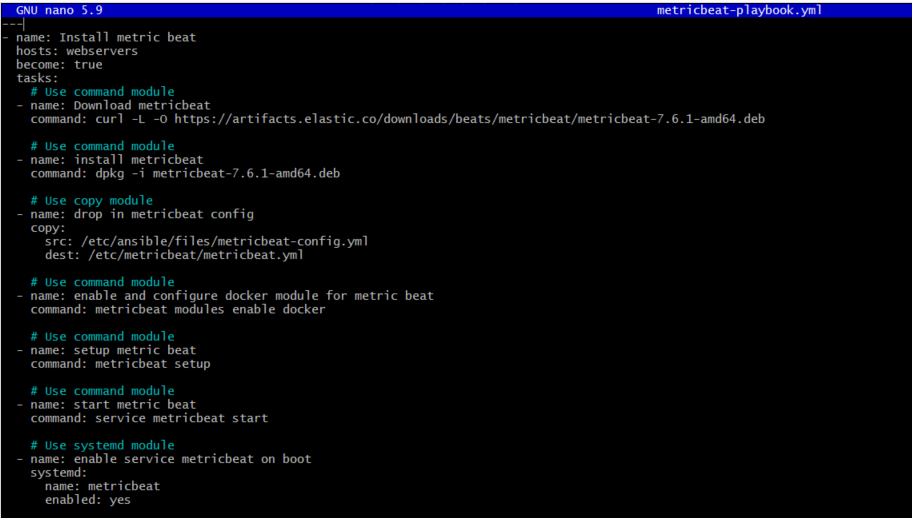 GNU nano 5.9 metricbeat-playbook.yml
---
- name: Install metric beat
  hosts: webservers
  become: true
  tasks:
    # Use command module
  - name: Download metricbeat
    command: curl -L -O https://artifacts.elastic.co/downloads/beats/metricbeat/metricbeat-7.6.1-amd64.deb

    # Use command module
  - name: install metricbeat
    command: dpkg -i metricbeat-7.6.1-amd64.deb

    # Use copy module
  - name: drop in metricbeat config
    copy:
      src: /etc/ansible/files/metricbeat-config.yml
      dest: /etc/metricbeat/metricbeat.yml

    # Use command module
  - name: enable and configure docker module for metric beat
    command: metricbeat modules enable docker

    # Use command module
  - name: setup metric beat
    command: metricbeat setup

    # Use command module
  - name: start metric beat
    command: service metricbeat start

    # Use systemd module
  - name: enable service metricbeat on boot
    systemd:
      name: metricbeat
      enabled: yes